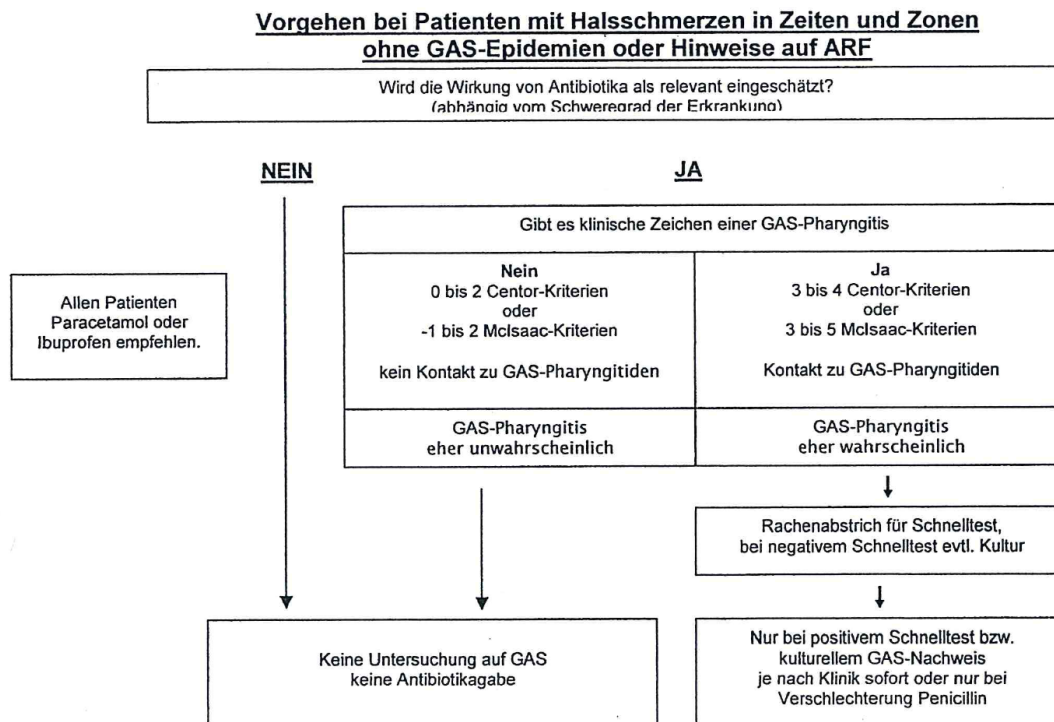 Vorgehen bei Patienten mit Halsschmerzen in Zeiten und Zonen
ohne GAS-Epidemien oder Hinweise auf ARF
Wird die Wirkung von Antibiotika als relevant eingeschätzt?
(abhängig vom Schweregrad der Erkrankung)
NEIN
JA
Gibt es klinische Zeichen einer GAS-Pharyngitis
Allen Patienten
Paracetamol oder
Ibuprofen empfehlen.
Nein
0 bis 2 Centor-Kriterien
oder
-1 bis 2 McIsaac-Kriterien
kein Kontakt zu GAS-Pharyngitiden
Ja
3 bis 4 Centor-Kriterien
oder
3 bis 5 McIsaac-Kriterien
Kontakt zu GAS-Pharyngitiden
GAS-Pharyngitis
eher unwahrscheinlich
GAS-Pharyngitis
eher wahrscheinlich
Rachenabstrich für Schnelltest,
bei negativem Schnelltest evtl. Kultur
Keine Untersuchung auf GAS
keine Antibiotikagabe
Nur bei positivem Schnelltest bzw.
kulturellem GAS-Nachweis
je nach Klinik sofort oder nur bei
Verschlechterung Penicillin